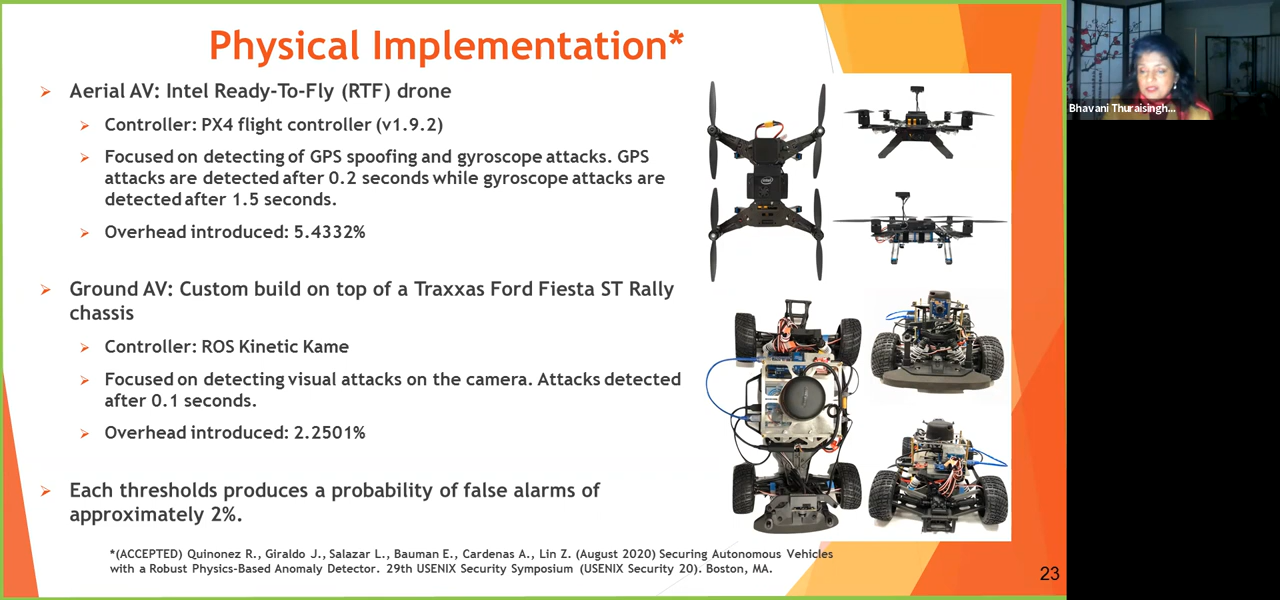 Physical Implementation*
➢ Aerial AV: Intel Ready-To-Fly (RTF) drone
➢ Controller: PX4 flight controller (v1.9.2)
➢ Focused on detecting of GPS spoofing and gyroscope attacks. GPS
attacks are detected after 0.2 seconds while gyroscope attacks are
detected after 1.5 seconds.
➢ Overhead introduced: 5.4332%
➢ Ground AV: Custom build on top of a Traxxas Ford Fiesta ST Rally
chassis
➢ Controller: ROS Kinetic Kame
➢ Focused on detecting visual attacks on the camera. Attacks detected
after 0.1 seconds.
➢ Overhead introduced: 2.2501%
➢ Each thresholds produces a probability of false alarms of
approximately 2%.
*(ACCEPTED) Quinonez R., Giraldo J., Salazar L., Bauman E., Cardenas A., Lin Z. (August 2020) Securing Autonomous Vehicles
with a Robust Physics-Based Anomaly Detector. 29th USENIX Security Symposium (USENIX Security 20). Boston, MA.
23
Bhavani Thuraisingh...
intel